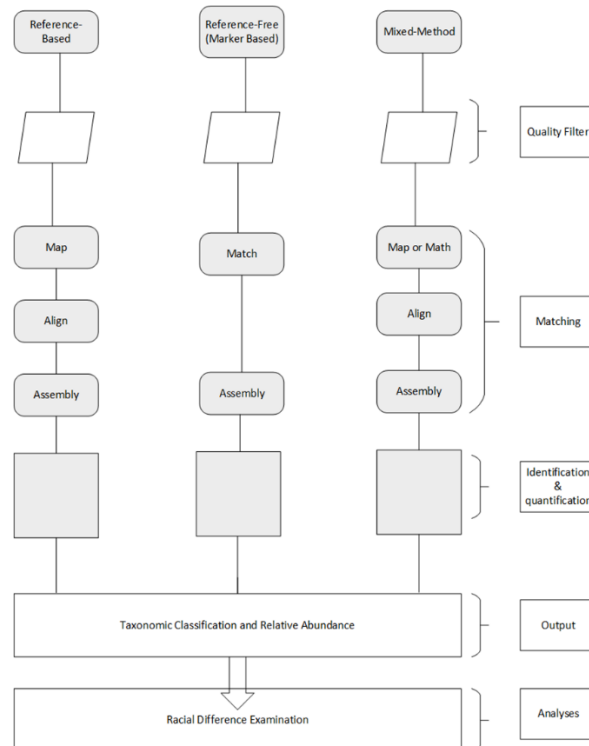 Reference-
Based
Reference-Free
(Marker Based)
Mixed-Method
Quality Filter
Map
Match
Map or Math
Align
Align
Matching
Assembly
Assembly
Assembly
Identification
&
quantification
Taxonomic Classification and Relative Abundance
Output
Racial Difference Examination
Analyses